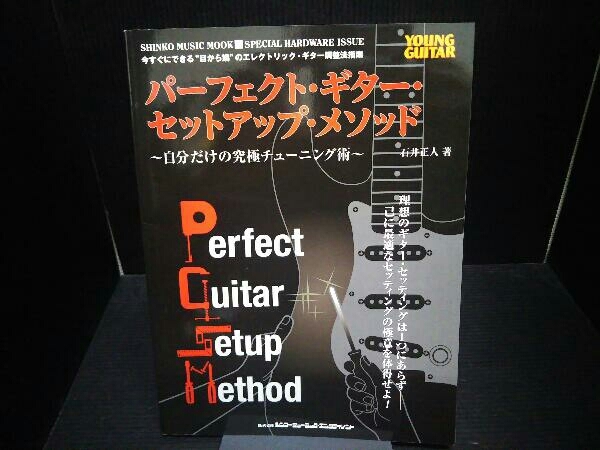 SHINKO MUSIC MOOK SPECIAL HARDWARE ISSUE
YOUNG GUITAR
今すぐにできる"目から鱗"のエレクトリック・ギター調整法指南
パーフェクト・ギター・
セットアップ・メソッド
〜自分だけの究極チューニング術〜
石井正人 著
理想のギター・セッティングは1つにあらず——
己に最適なセッティングの極意を体得せよ!
Perfect
Guitar
Setup
Method